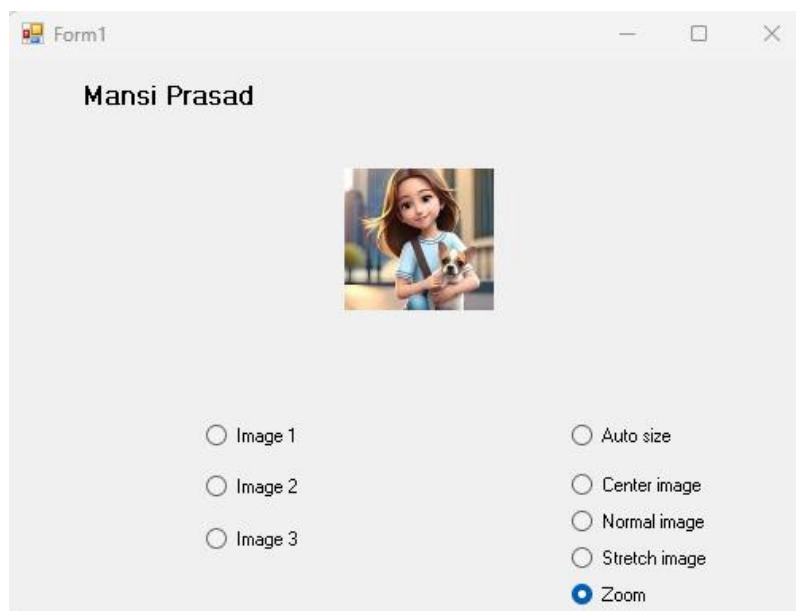 Form1
Mansi Prasad
Image 1
Image 2
Image 3
Auto size
Center image
Normal image
Stretch image
Zoom